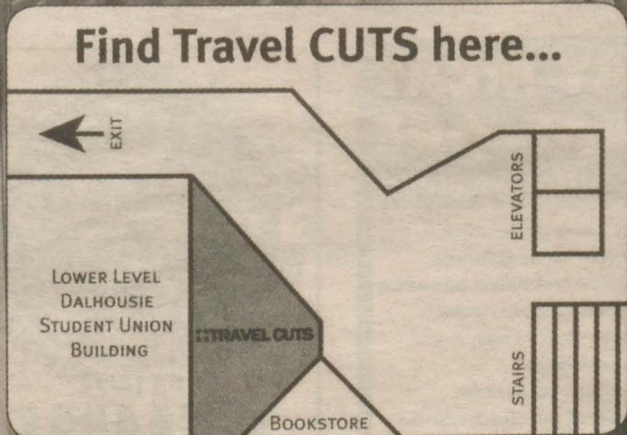 Find Travel CUTS here...
EXIT
ELEVATORS
LOWER LEVEL
DALHOUSIE
STUDENT UNION
BUILDING
::TRAVEL CUTS
STAIRS
BOOKSTORE